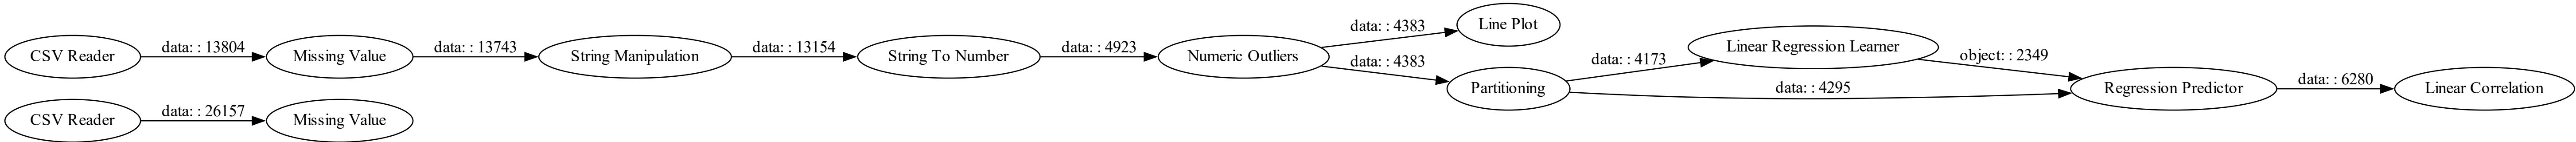 CSV Reader
data: : 13804
Missing Value
data: : 13743
String Manipulation
data: : 13154
String To Number
data: : 4923
Numeric Outliers
data: : 4383
Line Plot
data: : 4383
Partitioning
data: : 4173
Linear Regression Learner
object: : 2349
data: : 4295
Regression Predictor
data: : 6280
Linear Correlation
CSV Reader
data: : 26157
Missing Value